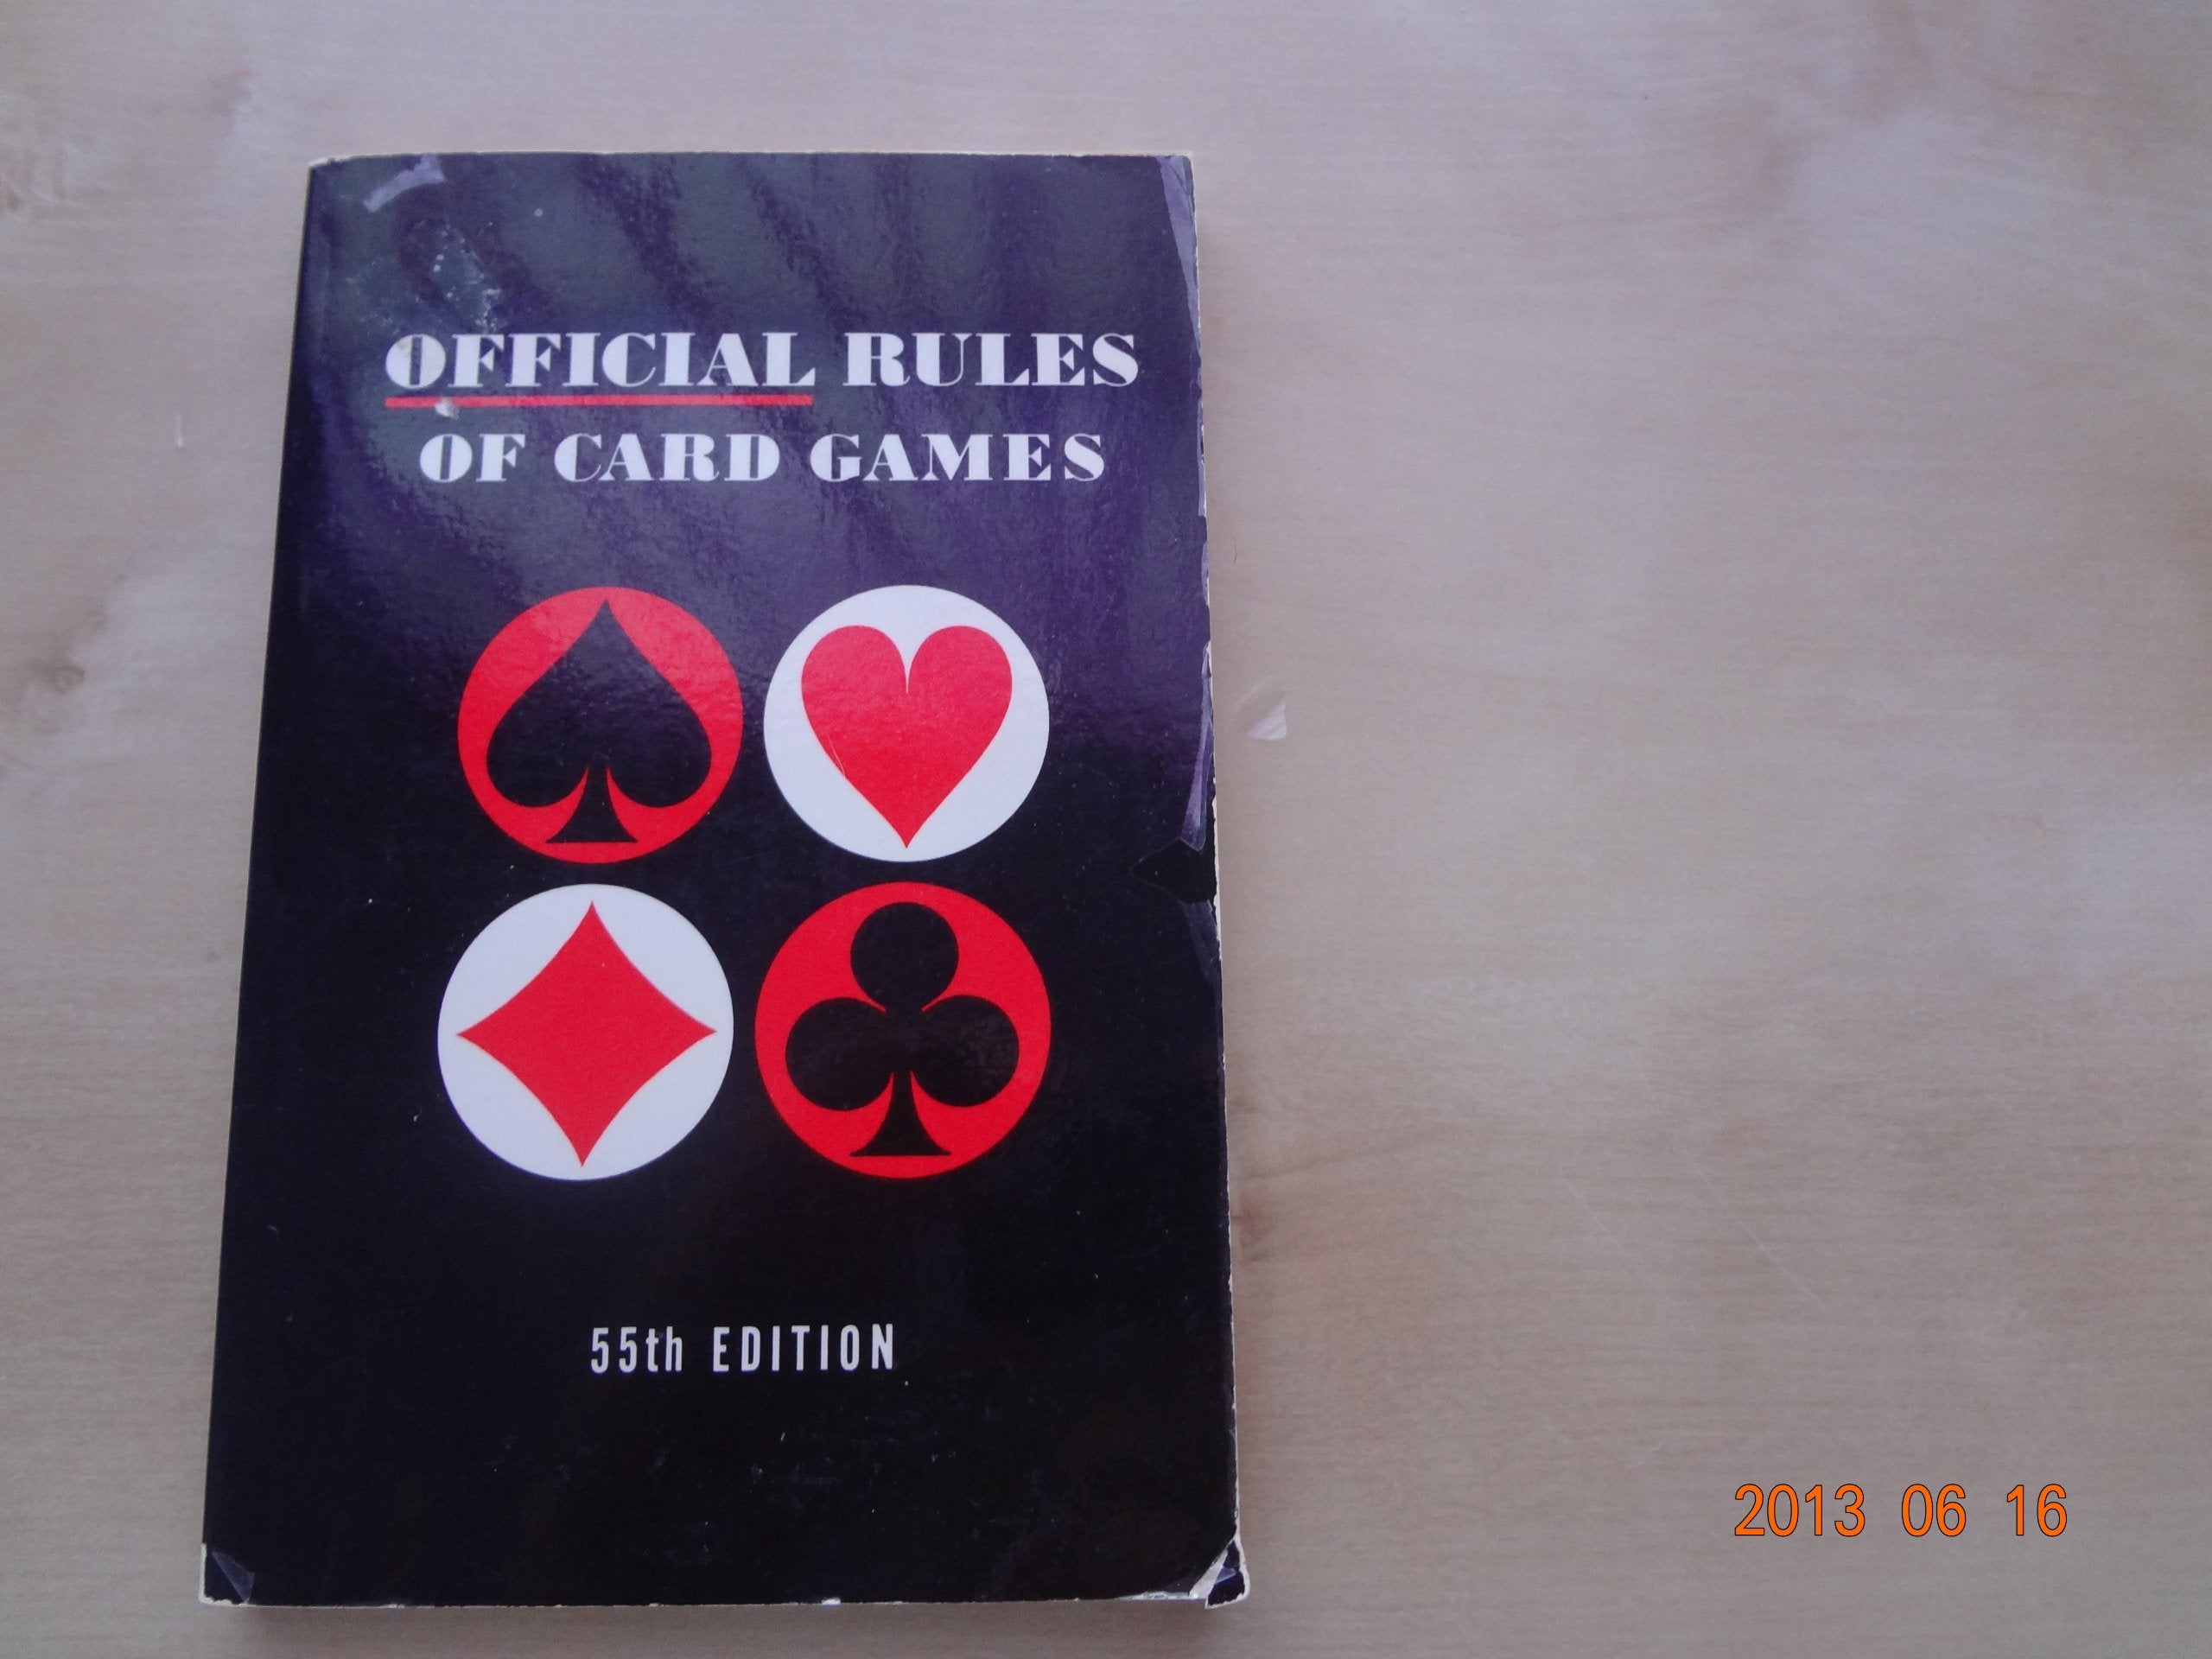 OFFICIAL RULES
OF CARD GAMES
55th EDITION
2013 06 16